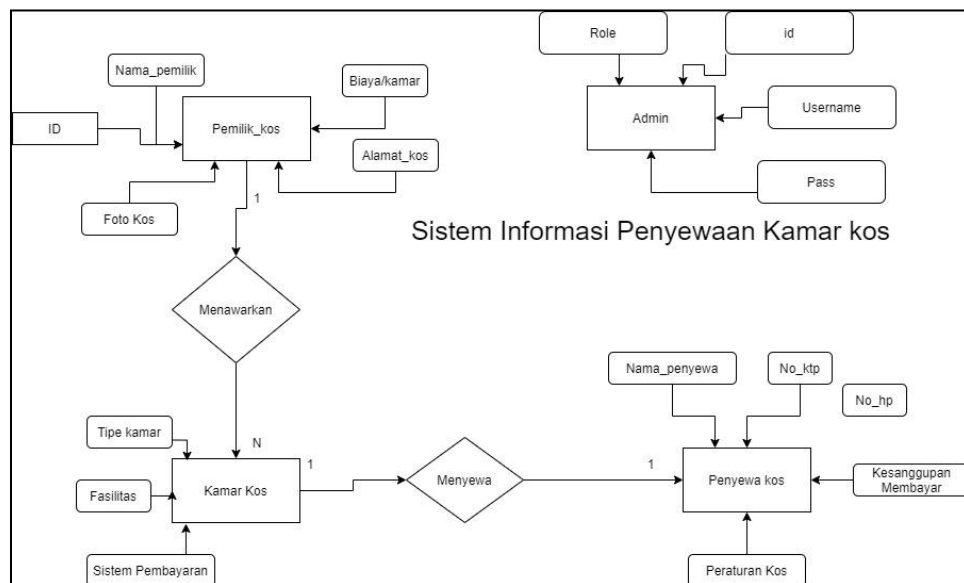 Role
id
Nama_pemilik
Biaya/kamar
ID
Pemilik_kos
Admin
Username
Alamat_kos
Pass
Foto Kos
1
Sistem Informasi Penyewaan Kamar kos
Menawarkan
Nama_penyewa
No_ktp
No_hp
Tipe kamar
N
1
1
Fasilitas
Kamar Kos
Menyewa
Penyewa kos
Kesanggupan
Membayar
Sistem Pembayaran
Peraturan Kos